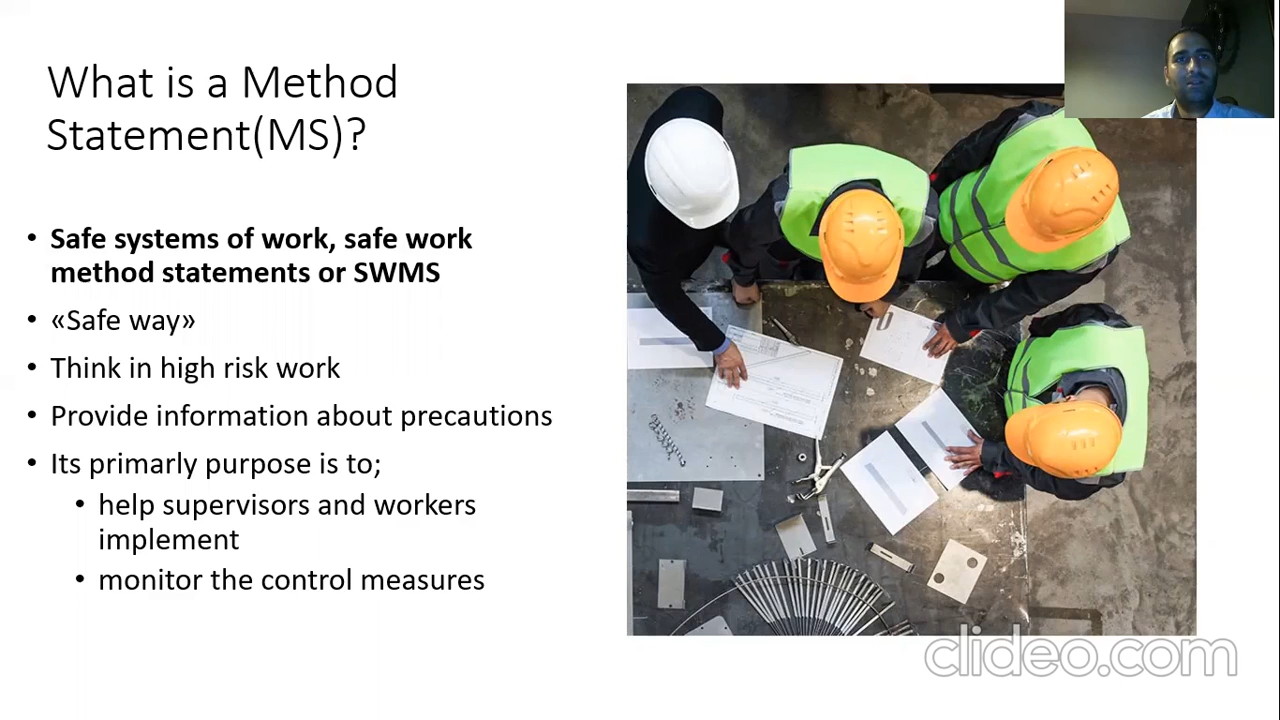 What is a Method
Statement(MS)?
• Safe systems of work, safe work
method statements or SWMS
• «Safe way»
• Think in high risk work
• Provide information about precautions
• Its primarly purpose is to;
• help supervisors and workers
implement
• monitor the control measures
clideo.com